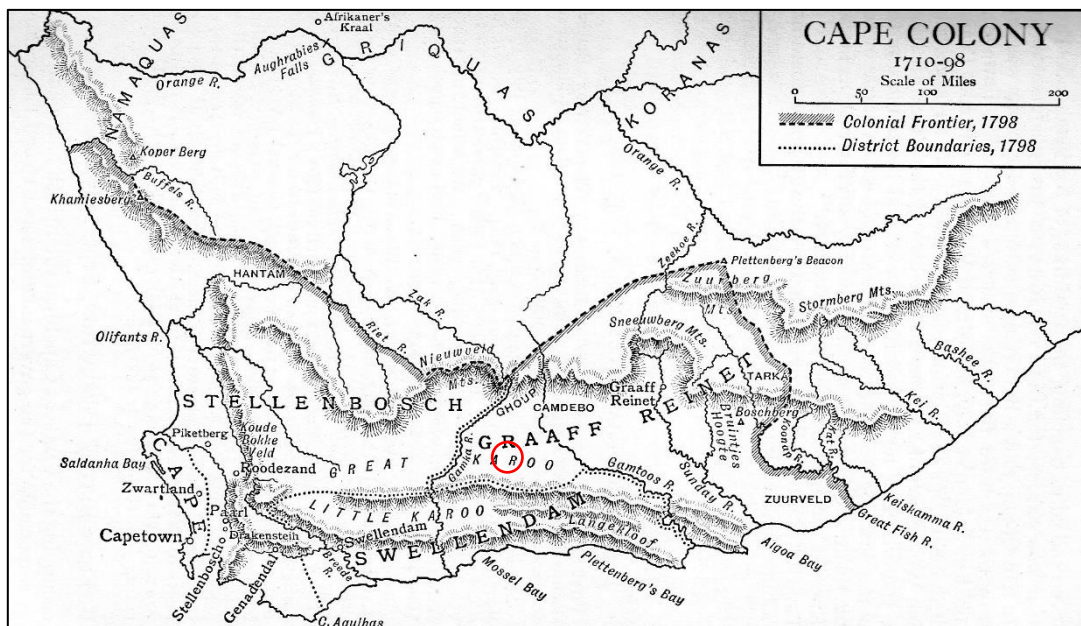 CAPE COLONY
1710-98
Scale of Miles
0 50 100 200
Colonial Frontier, 1798
District Boundaries, 1798
NAMAQUAS
Orange R.
Aughrabies
Falls
Afrikaner's
Kraal
GRIQUAS
KORANAS
Orange R.
Koper Berg
Buffels R.
Khamiesberg
HANTAM
Zak R.
Riet R.
Nieuwveld
Mts.
Zeekoe R.
Plettenberg's Beacon
Zuurberg
Mts.
Stormberg Mts.
Sneeuwberg Mts.
Bashee R.
Kei R.
TARKA
Olifants R.
STELLENBOSCH
GHOUP
CAMDEBO
Graaff
Reinet
GRAAFF REINET
Boschberg
Bruintjes
Hoogte
Koonap R.
Kat R.
Piketberg
Koude
Bokke
Veld
Roodezand
GREAT
KAROO
Gamka R.
Gamtoos R.
Sunday R.
ZUURVELD
Keiskamma R.
Great Fish R.
Saldanha Bay
CAPE
Zwartland
Paarl
LITTLE KAROO
Capetown
Drakenstein
Swellendam
SWELLENDAM
Langekloof
Stellenbosch
Genadendal
Breede
R.
C. Agulhas
Mossel Bay
Plettenberg's Bay
Algoa Bay